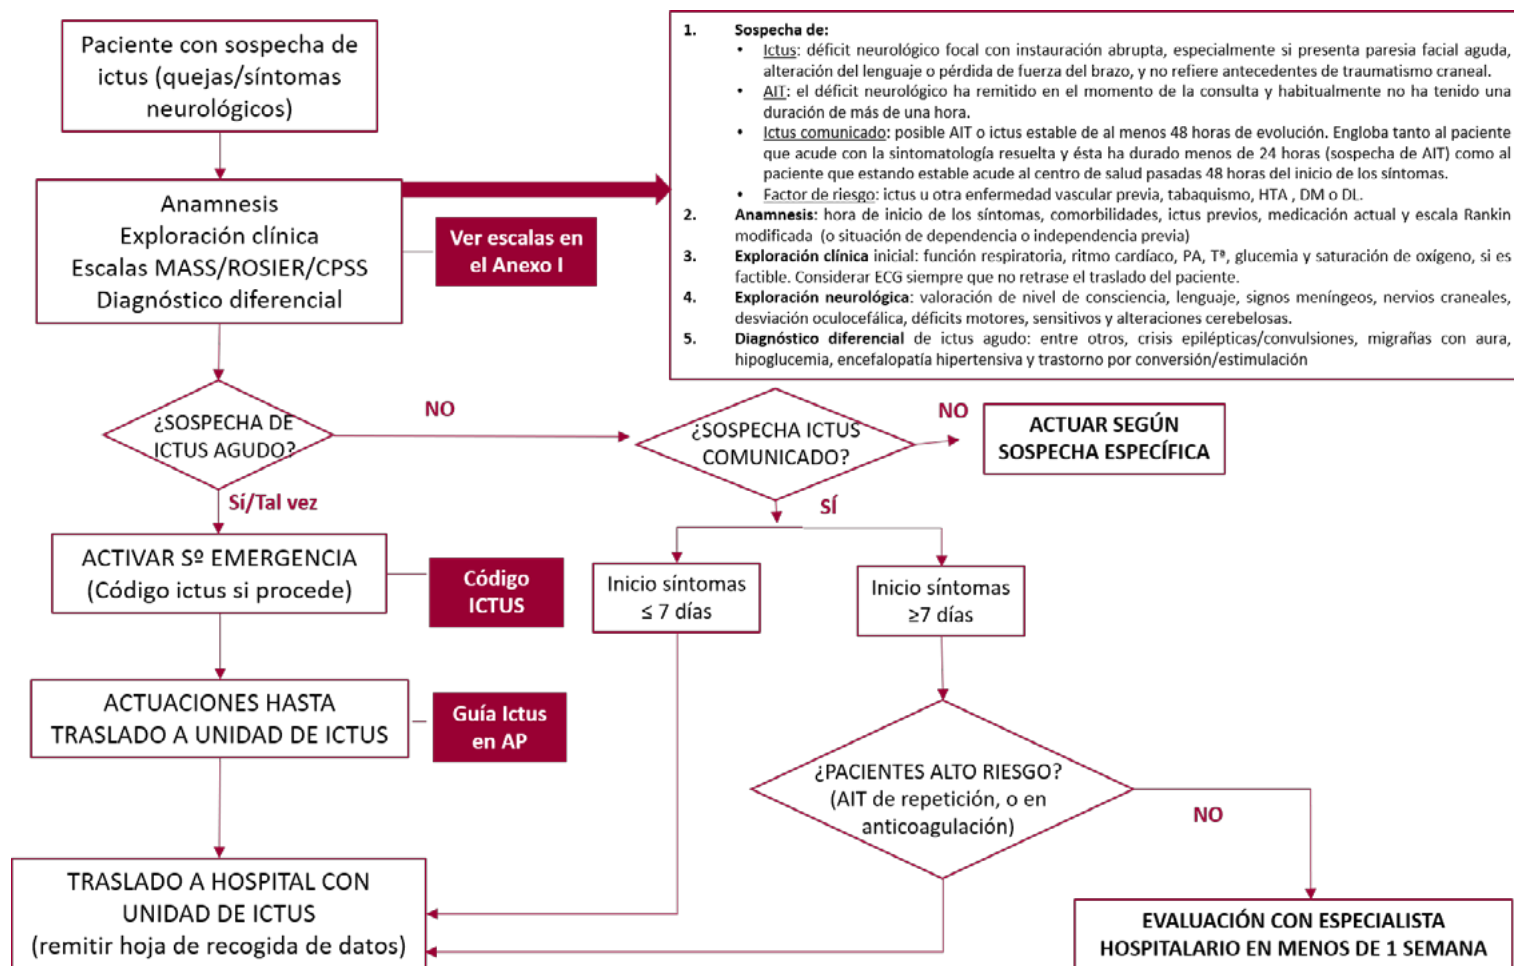 Paciente con sospecha de
ictus (quejas/síntomas
neurológicos)
1. Sospecha de:
• Ictus: déficit neurológico focal con instauración abrupta, especialmente si presenta paresia facial aguda,
alteración del lenguaje o pérdida de fuerza del brazo, y no refiere antecedentes de traumatismo craneal.
• AIT: el déficit neurológico ha remitido en el momento de la consulta y habitualmente no ha tenido una
duración de más de una hora.
• Ictus comunicado: posible AIT o ictus estable de al menos 48 horas de evolución. Engloba tanto al paciente
que acude con la sintomatología resuelta y ésta ha durado menos de 24 horas (sospecha de AIT) como al
paciente que estando estable acude al centro de salud pasadas 48 horas del inicio de los síntomas.
• Factor de riesgo: ictus u otra enfermedad vascular previa, tabaquismo, HTA , DM o DL.
2. Anamnesis: hora de inicio de los síntomas, comorbilidades, ictus previos, medicación actual y escala Rankin
modificada (o situación de dependencia o independencia previa)
3. Exploración clínica inicial: función respiratoria, ritmo cardíaco, PA, Tª, glucemia y saturación de oxígeno, si es
factible. Considerar ECG siempre que no retrase el traslado del paciente.
4. Exploración neurológica: valoración de nivel de consciencia, lenguaje, signos meníngeos, nervios craneales,
desviación oculocefálica, déficits motores, sensitivos y alteraciones cerebelosas.
5. Diagnóstico diferencial de ictus agudo: entre otros, crisis epilépticas/convulsiones, migrañas con aura,
hipoglucemia, encefalopatía hipertensiva y trastorno por conversión/estimulación
Anamnesis
Exploración clínica
Escalas MASS/ROSIER/CPSS
Diagnóstico diferencial
Ver escalas en
el Anexo I
¿SOSPECHA DE
ICTUS AGUDO?
NO
¿SOSPECHA ICTUS
COMUNICADO?
NO
ACTUAR SEGÚN
SOSPECHA ESPECÍFICA
Sí/Tal vez
SÍ
ACTIVAR Sº EMERGENCIA
(Código ictus si procede)
Código
ICTUS
Inicio síntomas
≤ 7 días
Inicio síntomas
≥7 días
ACTUACIONES HASTA
TRASLADO A UNIDAD DE ICTUS
Guía Ictus
en AP
¿PACIENTES ALTO RIESGO?
(AIT de repetición, o en
anticoagulación)
NO
TRASLADO A HOSPITAL CON
UNIDAD DE ICTUS
(remitir hoja de recogida de datos)
EVALUACIÓN CON ESPECIALISTA
HOSPITALARIO EN MENOS DE 1 SEMANA